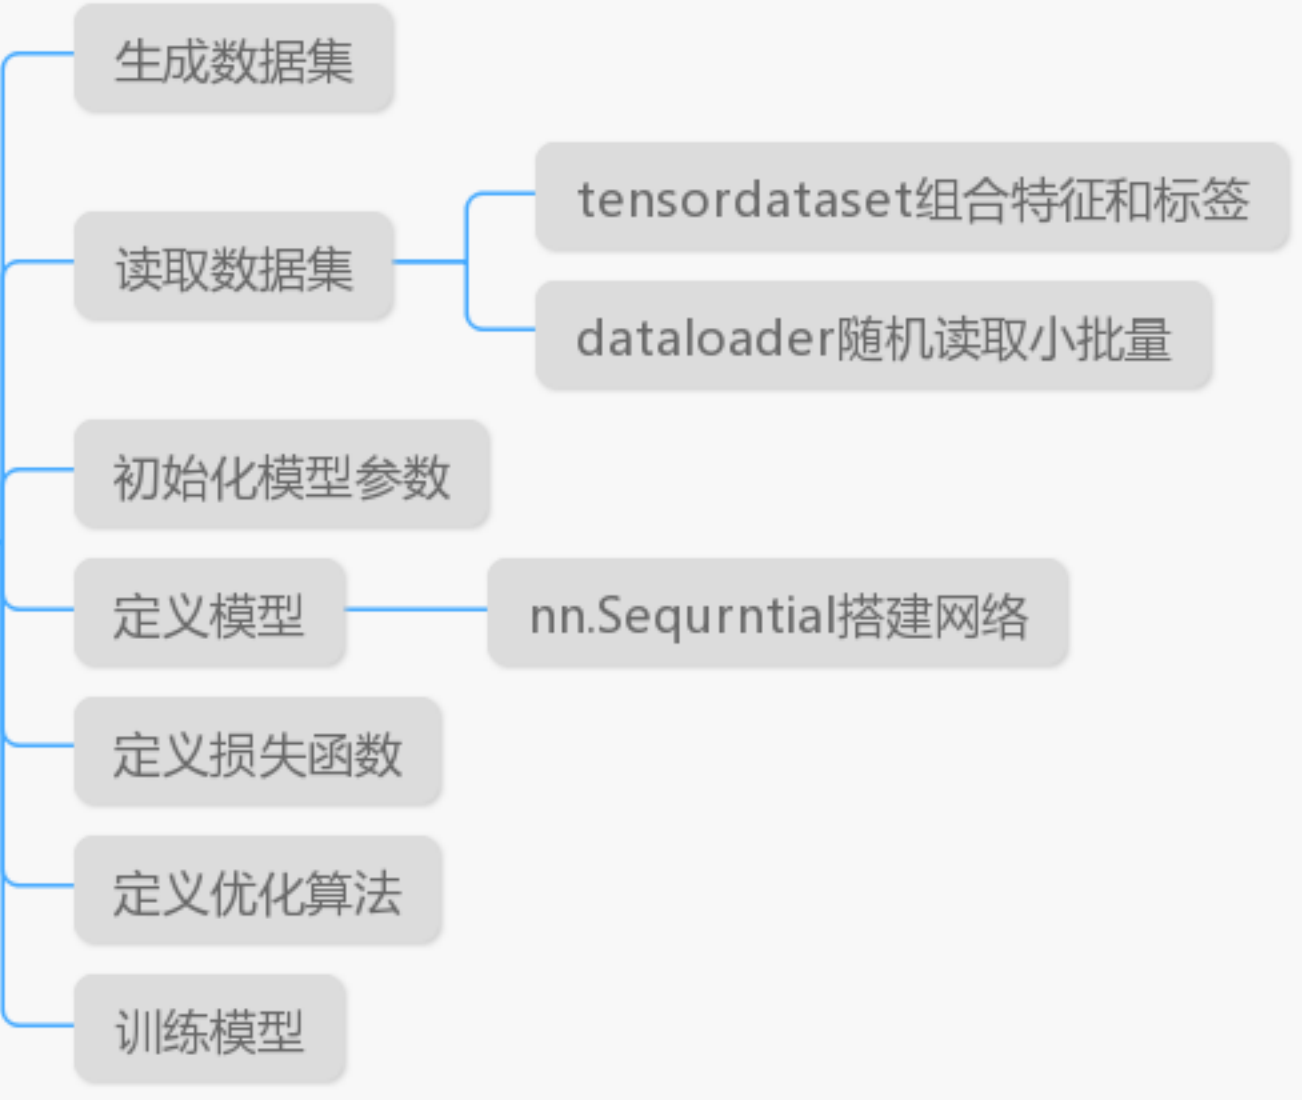 生成数据集
读取数据集
tensordataset组合特征和标签
dataloader随机读取小批量
初始化模型参数
定义模型
nn.Sequrntial搭建网络
定义损失函数
定义优化算法
训练模型